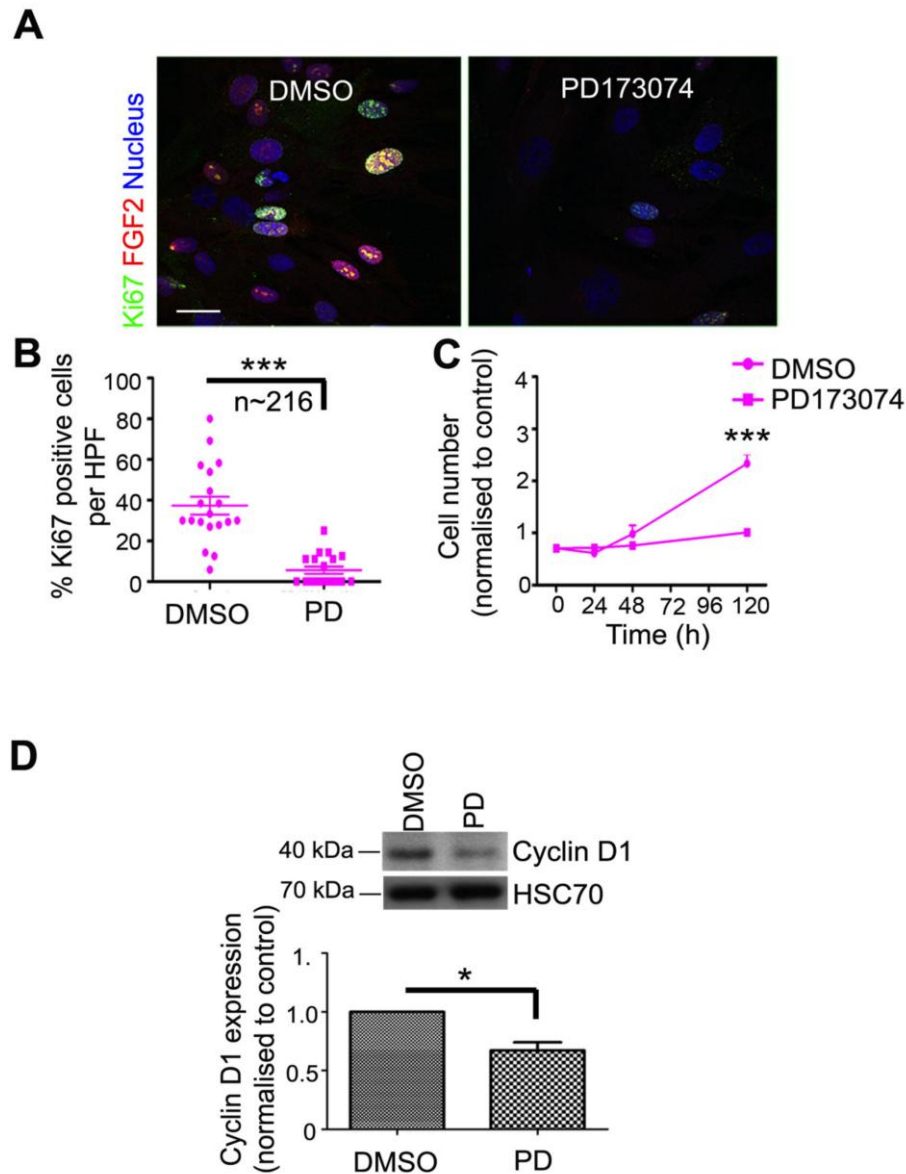 A
Ki67 FGF2 Nucleus
DMSO
PD173074
B
% Ki67 positive cells
per HPF
100
80
60
40
20
0
***
n~216
DMSO
PD
C
Cell number
(normalised to control)
4
2
1
0
DMSO
PD173074
***
0 24 48 72 96 120
Time (h)
D
DMSO
PD
40 kDa
Cyclin D1
70 kDa
HSC70
Cyclin D1 expression
(normalised to control)
1.
1.0
0.5
0
*
DMSO
PD